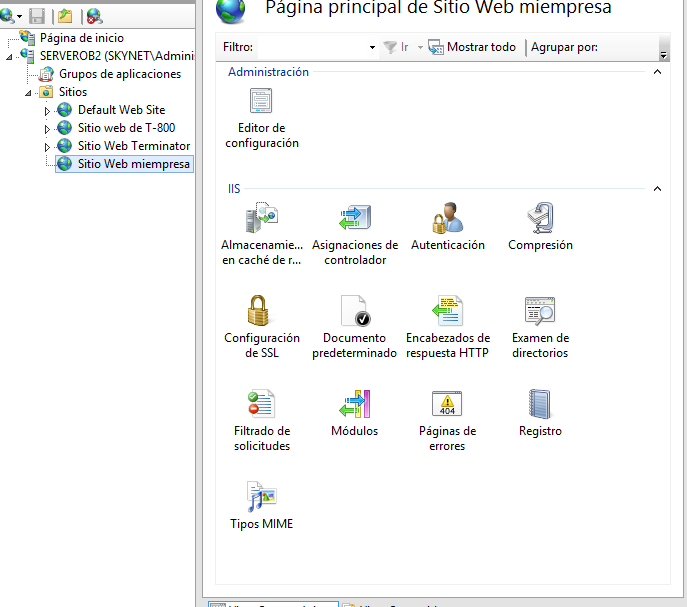 Página principal de Sitio Web miempresa
Filtro:
Ir
Mostrar todo
Agrupar por:
Página de inicio
SERVEROB2 (SKYNET\Admini
Grupos de aplicaciones
Sitios
Default Web Site
Sitio web de T-800
Sitio Web Terminator
Sitio Web miempresa
Administración
Editor de
configuración
IIS
Almacenamie...
en caché de r...
Asignaciones de
controlador
Autenticación
Compresión
Configuración
de SSL
Documento
predeterminado
Encabezados de
respuesta HTTP
Examen de
directorios
Filtrado de
solicitudes
Módulos
404
Páginas de
errores
Registro
Tipos MIME